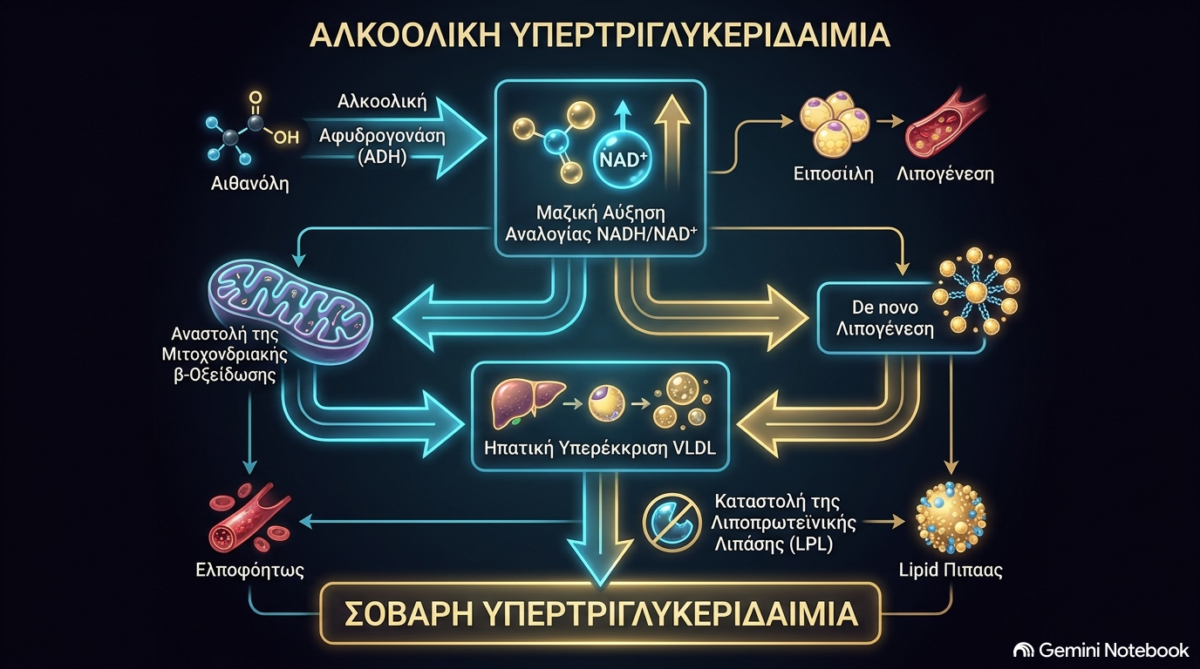 ΑΛΚΟΟΛΙΚΗ ΥΠΕΡΤΡΙΓΛΥΚΕΡΙΔΑΙΜΙΑ
O
OH
Αιθανόλη
Αλκοολική
Αφυδρογονάση
(ADH)
NAD⁺
Μαζική Αύξηση
Αναλογίας NADH/NAD⁺
Ειποσίιλη
Λιπογένεση
Αναστολή της
Μιτοχονδριακής
β-Οξείδωσης
De novo
Λιπογένεση
Ηπατική Υπερέκκριση VLDL
Ελποφόητως
Καταστολή της
Λιποπρωτεϊνικής
Λιπάσης (LPL)
Lipid Πιπαας
ΣΟΒΑΡΗ ΥΠΕΡΤΡΙΓΛΥΚΕΡΙΔΑΙΜΙΑ
Gemini Notebook